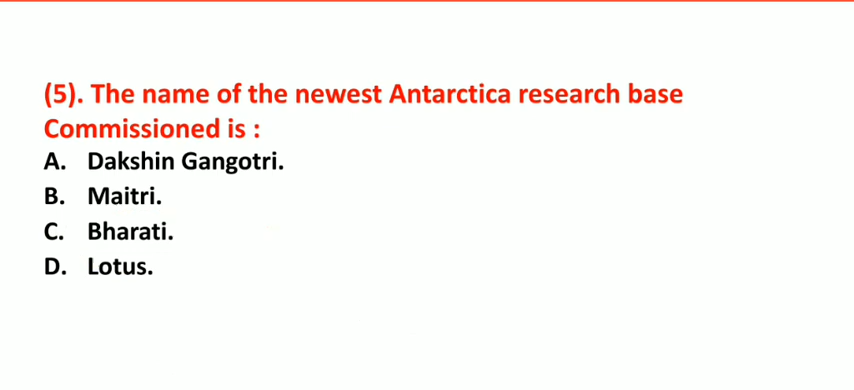 (5). The name of the newest Antarctica research base
Commissioned is :
A. Dakshin Gangotri.
B. Maitri.
C. Bharati.
D. Lotus.